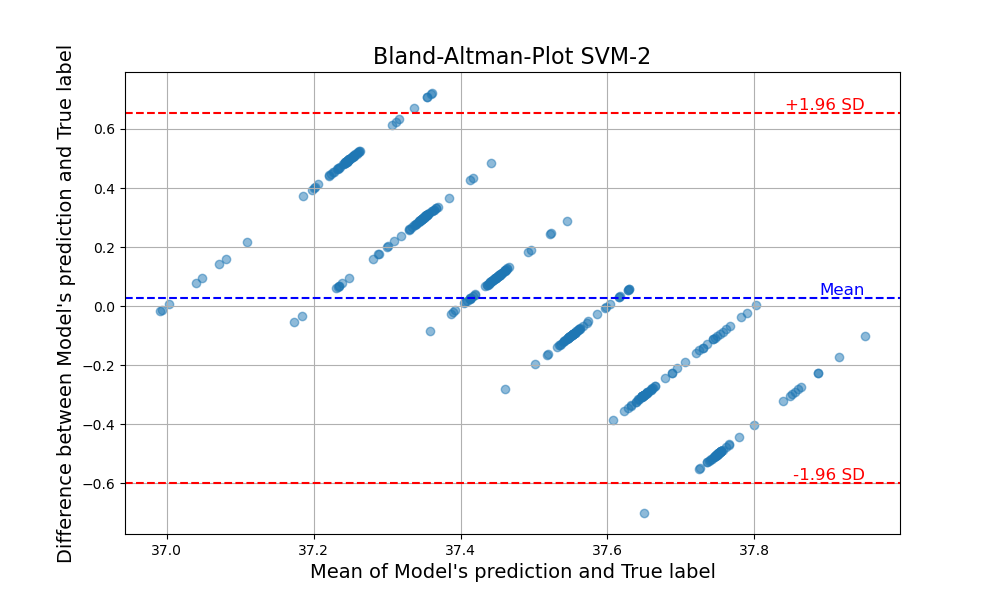 Bland-Altman-Plot SVM-2
Difference between Model's prediction and True label
0.6
0.4
0.2
0.0
−0.2
−0.4
−0.6
+1.96 SD
Mean
-1.96 SD
37.0 37.2 37.4 37.6 37.8
Mean of Model's prediction and True label